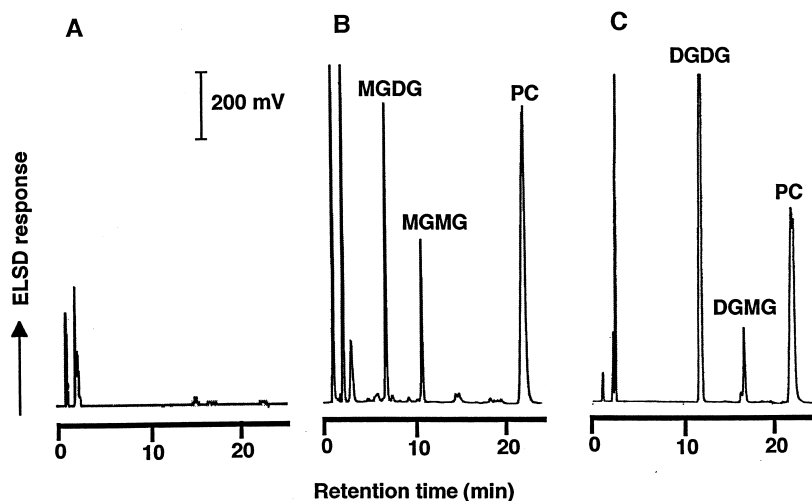 A
B
C
200 mV
MGDG
MGMG
PC
DGDG
DGMG
PC
ELSD response
0 10 20
0 10 20
0 10 20
Retention time (min)